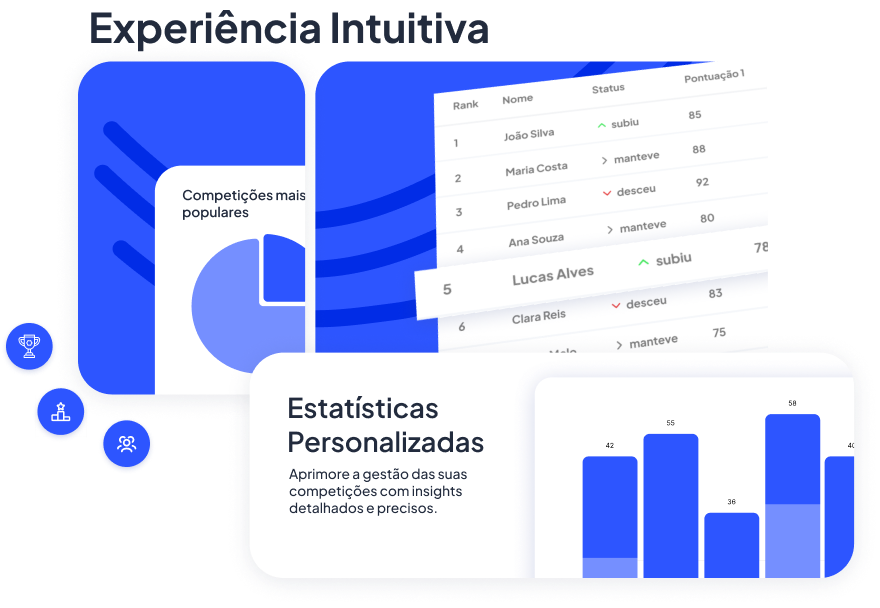 Experiência Intuitiva
Competições mais
populares
Rank Nome Status Pontuação 1
1 João Silva subiu 85
2 Maria Costa manteve 88
3 Pedro Lima desceu 92
4 Ana Souza manteve 80
5 Lucas Alves subiu 78
6 Clara Reis desceu 83
manteve 75
Estatísticas
Personalizadas
Aprimore a gestão das suas
competições com insights
detalhados e precisos.
42 55 36 58 40